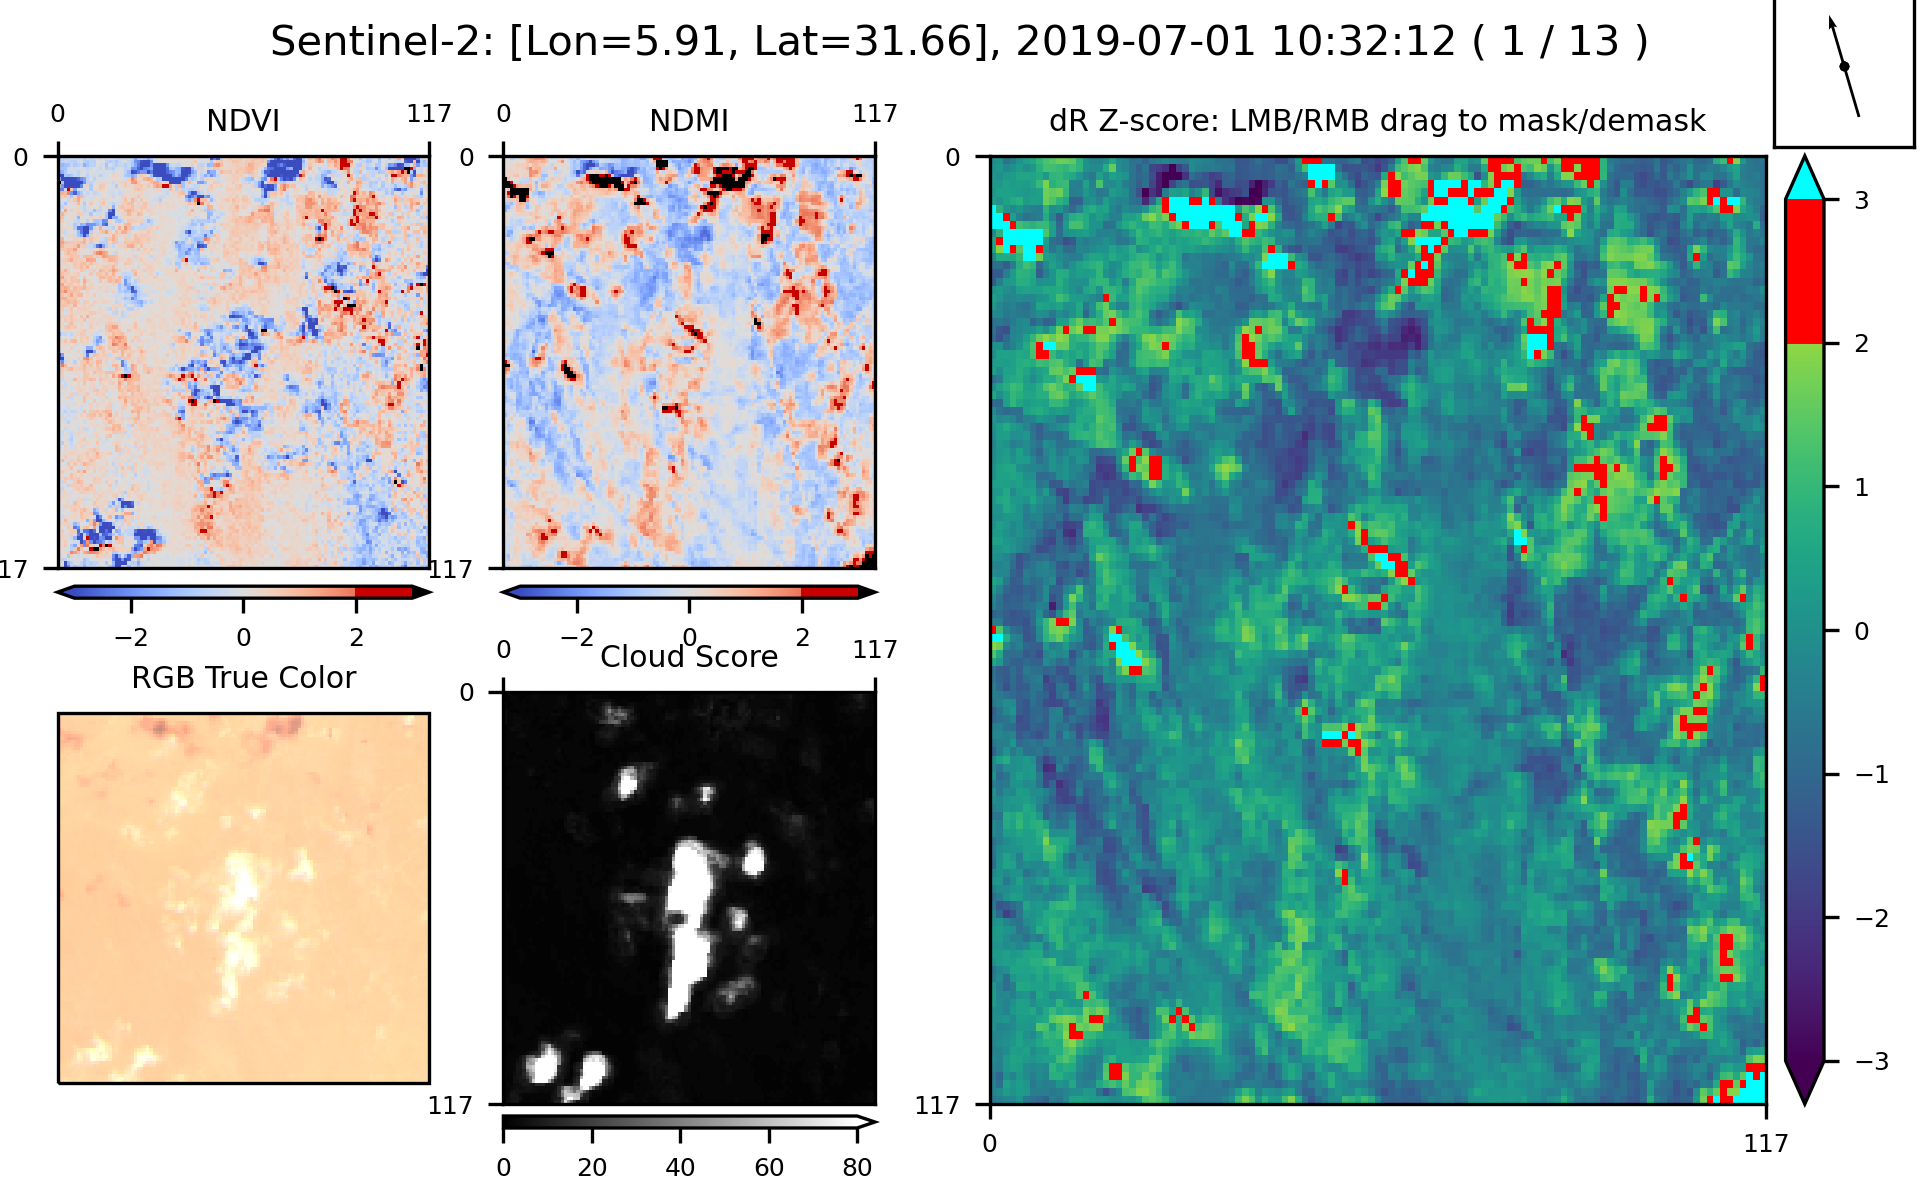 Sentinel-2: [Lon=5.91, Lat=31.66], 2019-07-01 10:32:12 ( 1 / 13 )
0 NDVI 117
0 NDMI 117
dR Z-score: LMB/RMB drag to mask/demask
0
0
0
3
2
1
0
−1
−2
−3
17
117
−2 0 2
−2 0 2
0 Cloud Score 117
RGB True Color
0
117
117
0 20 40 60 80
0 117